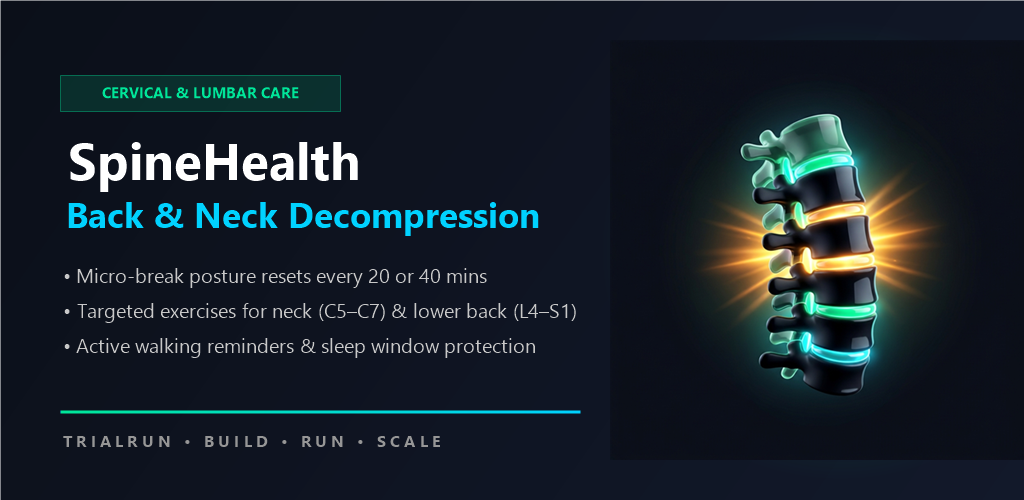 CERVICAL & LUMBAR CARE
SpineHealth
Back & Neck Decompression
• Micro-break posture resets every 20 or 40 mins
• Targeted exercises for neck (C5–C7) & lower back (L4–S1)
• Active walking reminders & sleep window protection
TRIALRUN • BUILD • RUN • SCALE